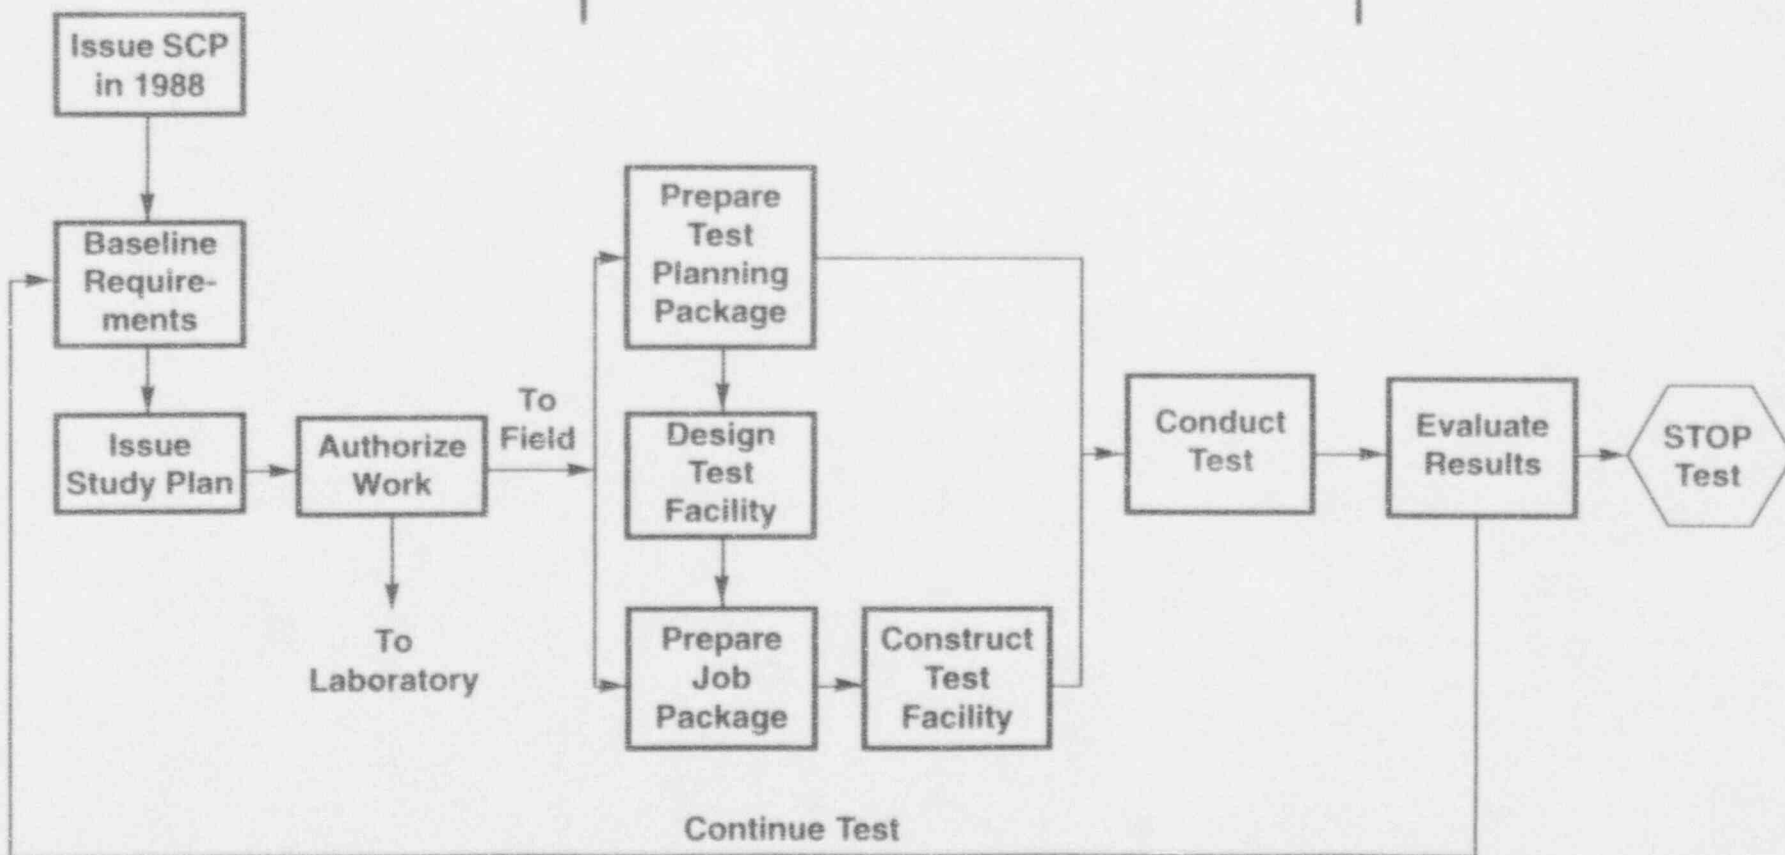 Issue SCP
in 1988
Baseline
Require-
ments
Issue
Study Plan
Authorize
Work
To
Laboratory
To
Field
Prepare
Test
Planning
Package
Design
Test
Facility
Prepare
Job
Package
Construct
Test
Facility
Conduct
Test
Evaluate
Results
STOP
Test
Continue Test